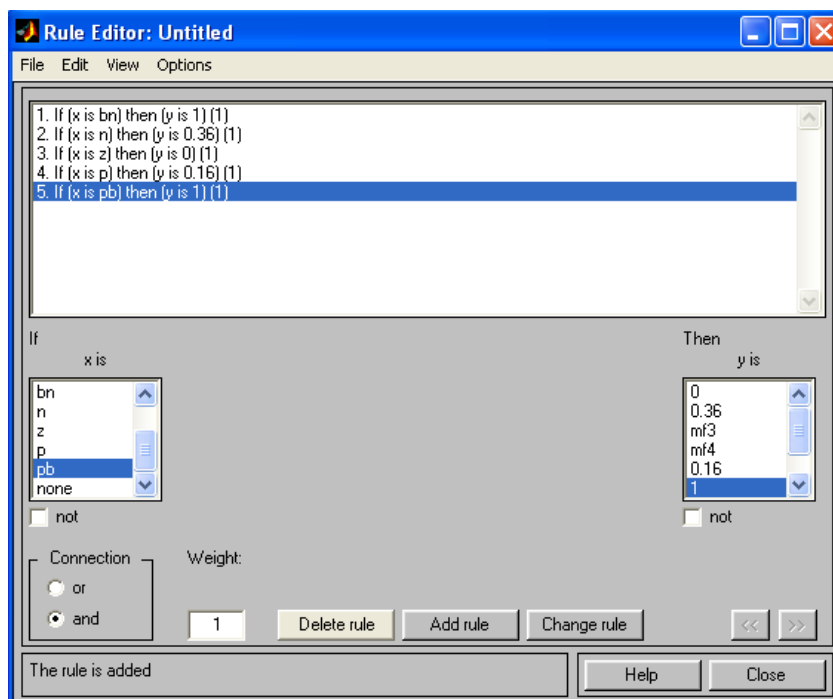 Rule Editor: Untitled
File Edit View Options
1. If (x is bn) then (y is 1) (1)
2. If (x is n) then (y is 0.36) (1)
3. If (x is z) then (y is 0) (1)
4. If (x is p) then (y is 0.16) (1)
5. If (x is pb) then (y is 1) (1)
If
x is
Then
y is
bn
n
z
p
pb
none
0
0.36
mf3
mf4
0.16
1
not
not
Connection
or
and
Weight:
1
Delete rule
Add rule
Change rule
<<
>>
The rule is added
Help
Close